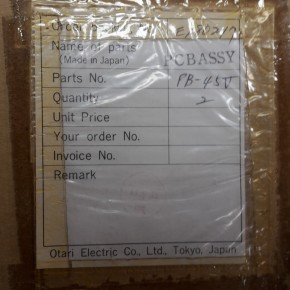 Name of parts PCBASSY
(Made in Japan)
Parts No. PB-45V
Quantity 2
Unit Price
Your order No.
Invoice No.
Remark
Otari Electric Co., Ltd., Tokyo, Japan